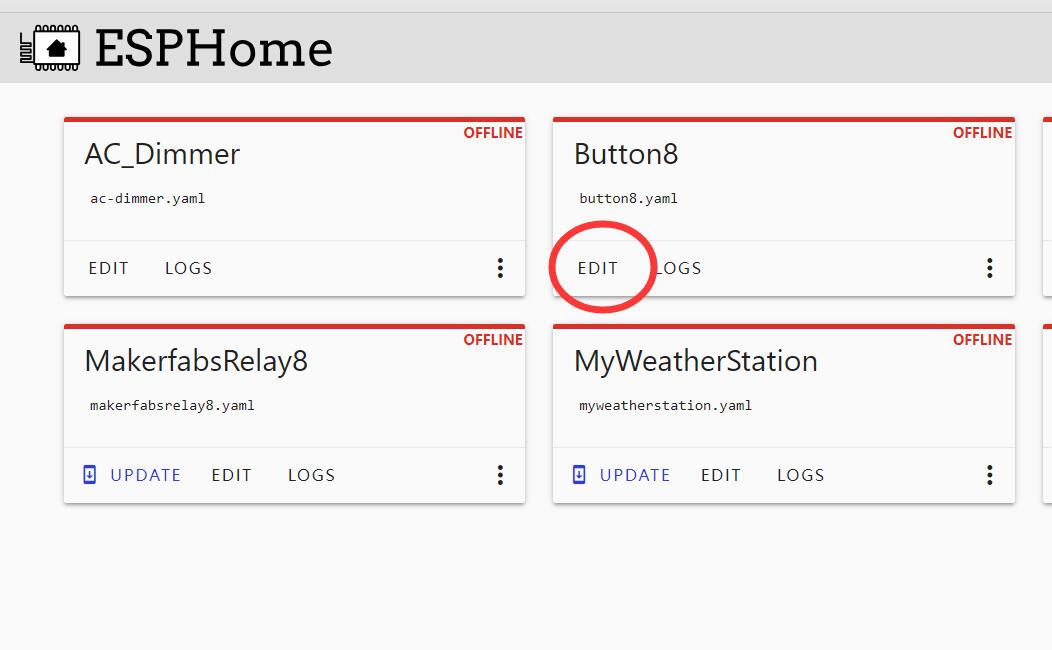 ESPHome
OFFLINE
AC_Dimmer
ac-dimmer.yaml
EDIT LOGS
OFFLINE
Button8
button8.yaml
EDIT LOGS
OFFLINE
MakerfabsRelay8
makerfabsrelay8.yaml
UPDATE EDIT LOGS
OFFLINE
MyWeatherStation
myweatherstation.yaml
UPDATE EDIT LOGS